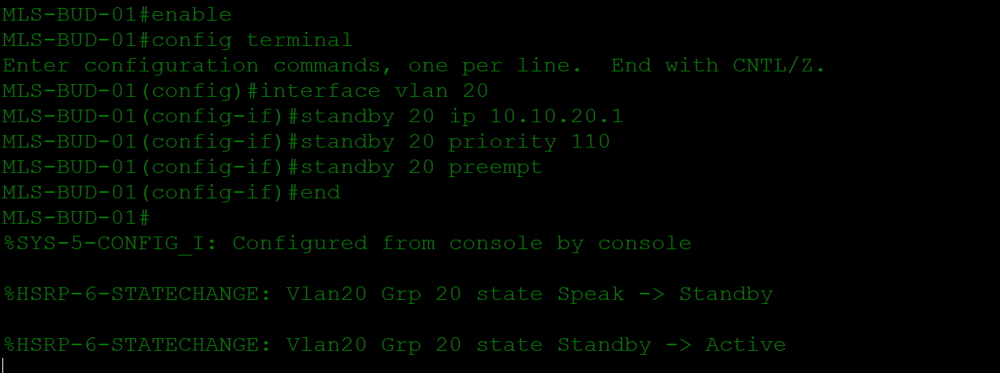 MLS-BUD-01#enable
MLS-BUD-01#config terminal
Enter configuration commands, one per line.  End with CNTL/Z.
MLS-BUD-01(config)#interface vlan 20
MLS-BUD-01(config-if)#standby 20 ip 10.10.20.1
MLS-BUD-01(config-if)#standby 20 priority 110
MLS-BUD-01(config-if)#standby 20 preempt
MLS-BUD-01(config-if)#end
MLS-BUD-01#
%SYS-5-CONFIG_I: Configured from console by console
%HSRP-6-STATECHANGE: Vlan20 Grp 20 state Speak -> Standby
%HSRP-6-STATECHANGE: Vlan20 Grp 20 state Standby -> Active